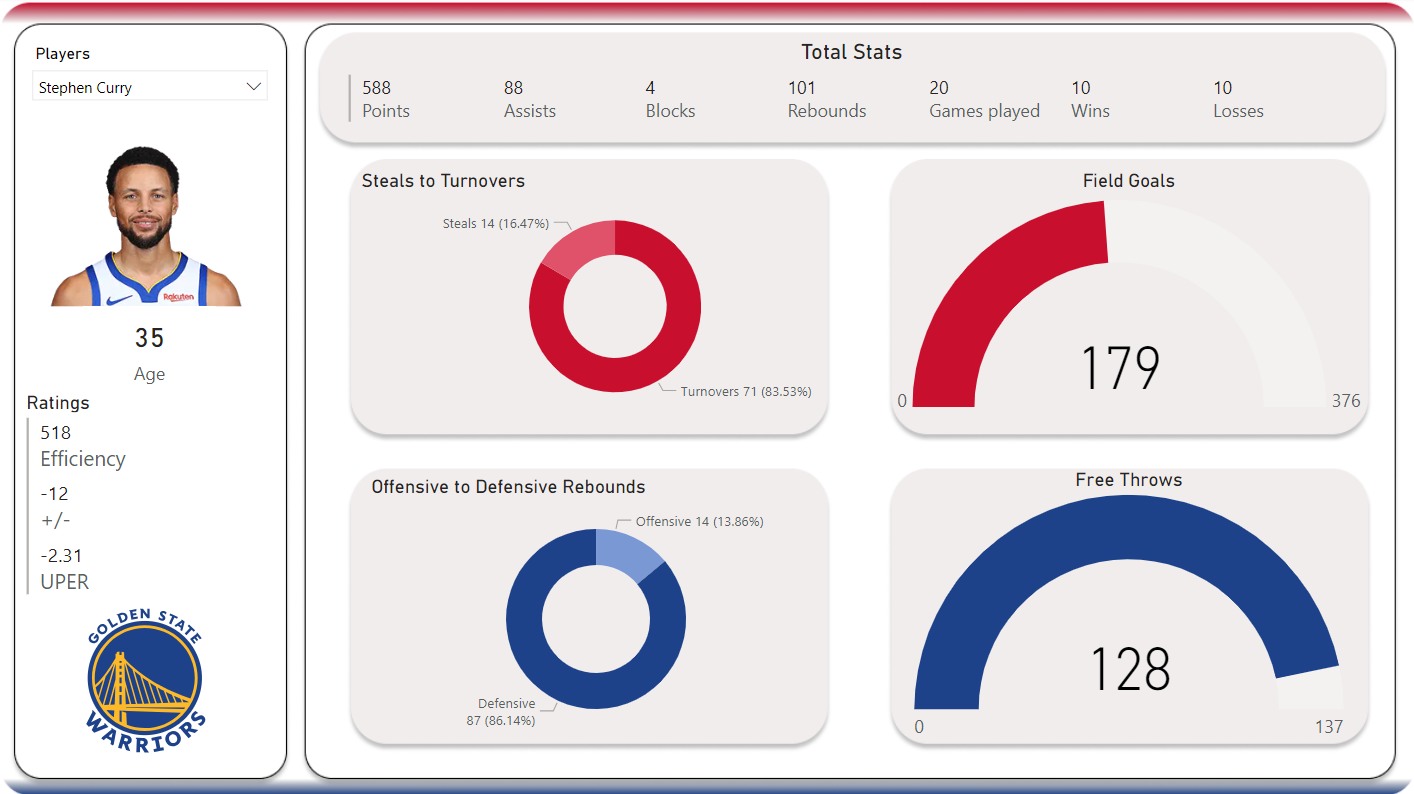 Players
Stephen Curry
Rakuten
35
Age
Ratings
518
Efficiency
-12
+/-
-2.31
UPER
GOLDEN STATE
WARRIORS
Total Stats
588
Points
88
Assists
4
Blocks
101
Rebounds
20
Games played
10
Wins
10
Losses
Steals to Turnovers
Steals 14 (16.47%)
Turnovers 71 (83.53%)
Field Goals
179
0
376
Offensive to Defensive Rebounds
Offensive 14 (13.86%)
Defensive
87 (86.14%)
Free Throws
128
0
137